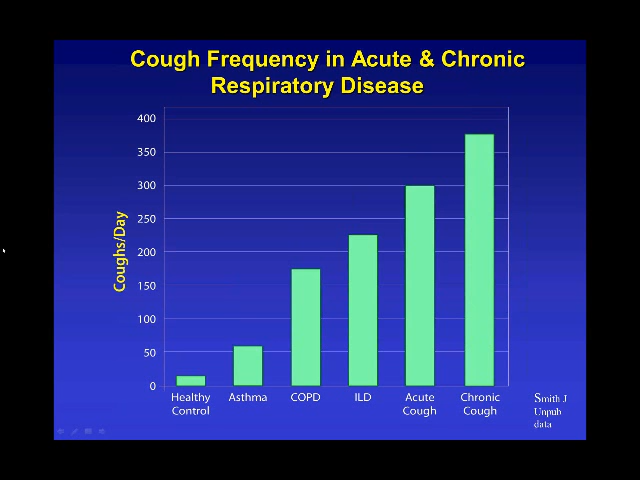 Cough Frequency in Acute & Chronic
Respiratory Disease
Coughs/Day
400
350
300
250
200
150
100
50
0
Healthy
Control
Asthma
COPD
ILD
Acute
Cough
Chronic
Cough
Smith J
Unpub
data